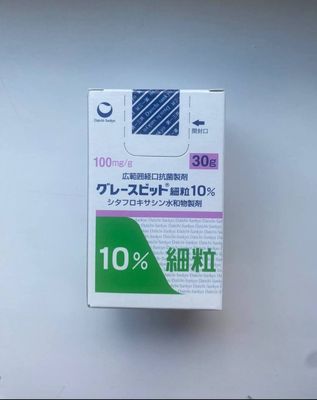 Daiichi-Sankyo
開封口
100mg/g
30g
広範囲経口抗菌製剤
グレースビット®細粒10%
シタフロキサシン水和物製剤
10% 細粒